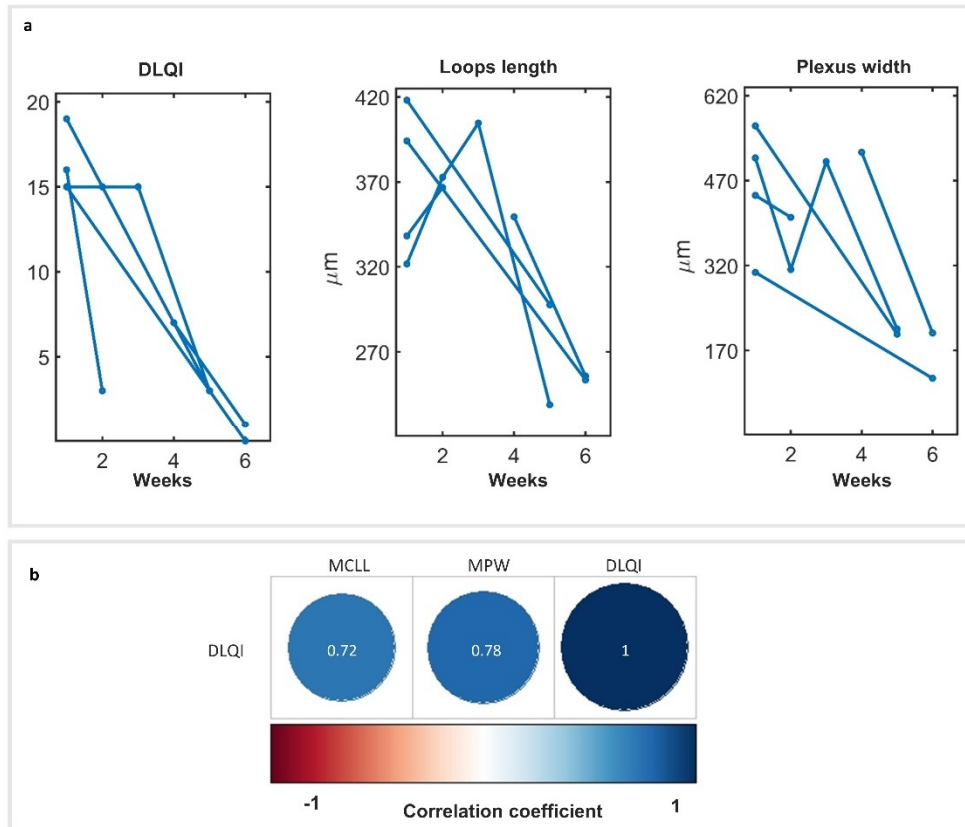 a
DLQI
20
15
10
5
2
4
6
Weeks
Loops length
μm
420
370
320
270
2
4
6
Weeks
Plexus width
μm
620
470
320
170
2
4
6
Weeks
b
MCLL MPW DLQI
DLQI 0.72 0.78 1
-1 Correlation coefficient 1